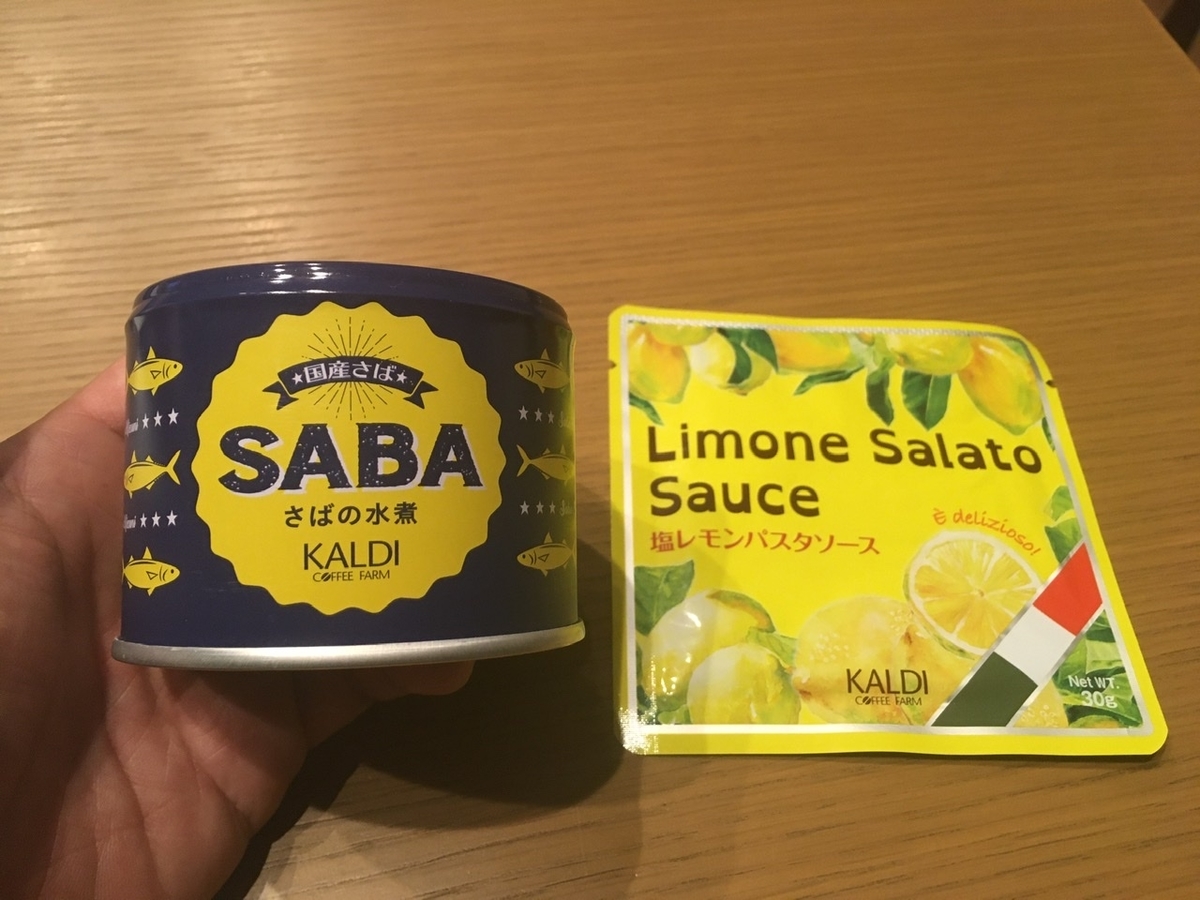 ★国産さば★
SABA
さばの水煮
KALDI
COFFEE FARM
Limone Salato
Sauce
塩レモンパスタソース
È delizioso!
KALDI
COFFEE FARM
Net WT.
30g